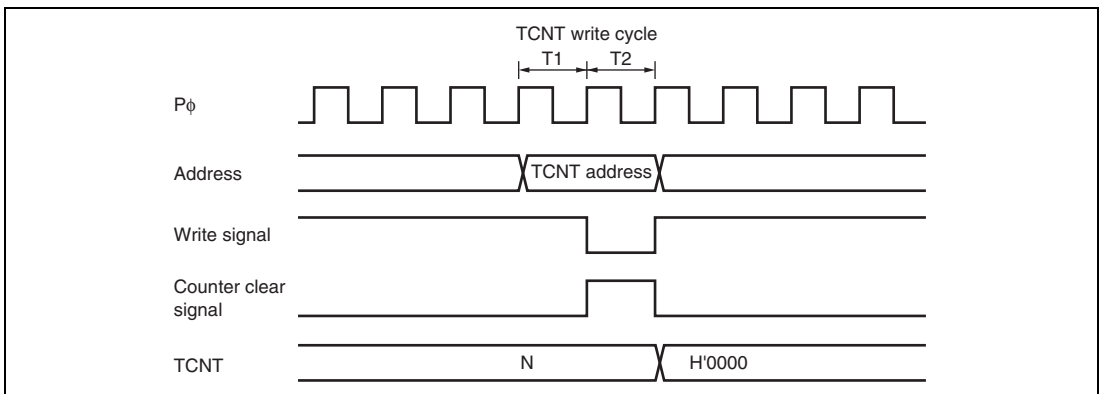 TCNT write cycle
T1 T2
Pϕ
Address
TCNT address
Write signal
Counter clear
signal
TCNT
N
H'0000